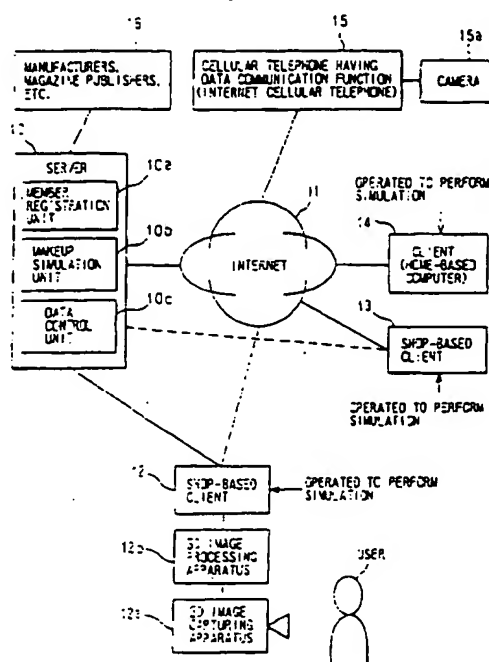 16
MANUFACTURERS,
MAGAZINE PUBLISHERS,
ETC.
15
CELLULAR TELEPHONE HAVING
DATA COMMUNICATION FUNCTION
(INTERNET CELLULAR TELEPHONE)
15a
CAMERA
10
SERVER
10a
MEMBER
REGISTRATION
UNIT
10b
MAKEUP
SIMULATION
UNIT
10c
DATA
CONTROL
UNIT
11
INTERNET
OPERATED TO PERFORM
SIMULATION
14
CLIENT
(HOME-BASED
COMPUTER)
13
SHOP-BASED
CLIENT
OPERATED TO PERFORM
SIMULATION
12
SHOP-BASED
CLIENT
OPERATED TO PERFORM
SIMULATION
12b
3D IMAGE
PROCESSING
APPARATUS
12a
3D IMAGE
CAPTURING
APPARATUS
USER